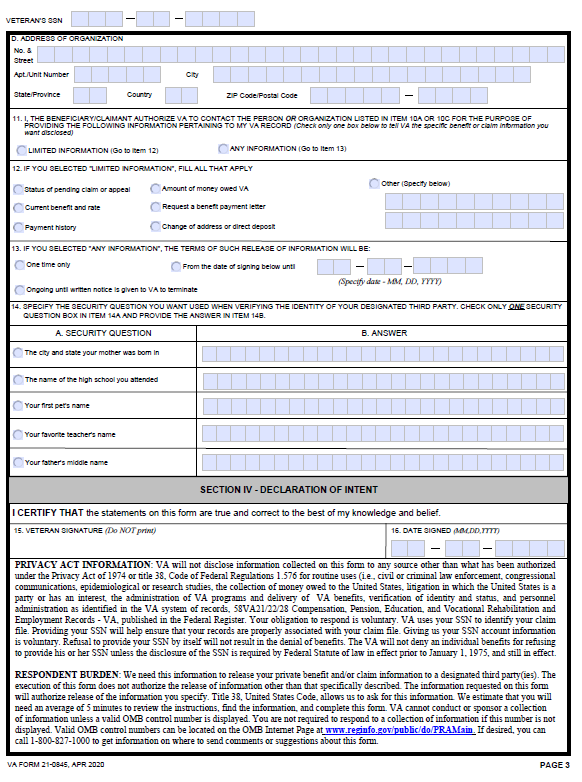 VETERAN'S SSN
D. ADDRESS OF ORGANIZATION
No. &
Street
Apt./Unit Number City
State/Province Country ZIP Code/Postal Code
11. I, THE BENEFICIARY/CLAIMANT AUTHORIZE VA TO CONTACT THE PERSON OR ORGANIZATION LISTED IN ITEM 10A OR 10C FOR THE PURPOSE OF
PROVIDING THE FOLLOWING INFORMATION PERTAINING TO MY VA RECORD (Check only one box below to tell VA the specific benefit or claim information you
want disclosed)
LIMITED INFORMATION (Go to Item 12) ANY INFORMATION (Go to Item 13)
12. IF YOU SELECTED "LIMITED INFORMATION", FILL ALL THAT APPLY
Status of pending claim or appeal Amount of money owed VA Other (Specify below)
Current benefit and rate Request a benefit payment letter
Payment history Change of address or direct deposit
13. IF YOU SELECTED "ANY INFORMATION", THE TERMS OF SUCH RELEASE OF INFORMATION WILL BE:
One time only From the date of signing below until
(Specify date - MM, DD, YYYY)
Ongoing until written notice is given to VA to terminate
14. SPECIFY THE SECURITY QUESTION YOU WANT USED WHEN VERIFYING THE IDENTITY OF YOUR DESIGNATED THIRD PARTY. CHECK ONLY ONE SECURITY
QUESTION BOX IN ITEM 14A AND PROVIDE THE ANSWER IN ITEM 14B.
A. SECURITY QUESTION B. ANSWER
The city and state your mother was born in
The name of the high school you attended
Your first pet's name
Your favorite teacher's name
Your father's middle name
SECTION IV - DECLARATION OF INTENT
I CERTIFY THAT the statements on this form are true and correct to the best of my knowledge and belief.
15. VETERAN SIGNATURE (Do NOT print) 16. DATE SIGNED (MM,DD,YYYY)
PRIVACY ACT INFORMATION: VA will not disclose information collected on this form to any source other than what has been authorized
under the Privacy Act of 1974 or title 38, Code of Federal Regulations 1.576 for routine uses (i.e., civil or criminal law enforcement, congressional
communications, epidemiological or research studies, the collection of money owed to the United States, litigation in which the United States is a
party or has an interest, the administration of VA programs and delivery of VA benefits, verification of identity and status, and personnel
administration as identified in the VA system of records, 58VA21/22/28 Compensation, Pension, Education, and Vocational Rehabilitation and
Employment Records - VA, published in the Federal Register. Your obligation to respond is voluntary. VA uses your SSN to identify your claim
file. Providing your SSN will help ensure that your records are properly associated with your claim file. Giving us your SSN account information
is voluntary. Refusal to provide your SSN by itself will not result in the denial of benefits. The VA will not deny an individual benefits for refusing
to provide his or her SSN unless the disclosure of the SSN is required by Federal Statute of law in effect prior to January 1, 1975, and still in effect.
RESPONDENT BURDEN: We need this information to release your private benefit and/or claim information to a designated third party(ies). The
execution of this form does not authorize the release of information other than that specifically described. The information requested on this form
will authorize release of the information you specify. Title 38, United States Code, allows us to ask for this information. We estimate that you will
need an average of 5 minutes to review the instructions, find the information, and complete this form. VA cannot conduct or sponsor a collection
of information unless a valid OMB control number is displayed. You are not required to respond to a collection of information if this number is not
displayed. Valid OMB control numbers can be located on the OMB Internet Page at www.reginfo.gov/public/do/PRAMain. If desired, you can
call 1-800-827-1000 to get information on where to send comments or suggestions about this form.
VA FORM 21-0845, APR 2020 PAGE 3